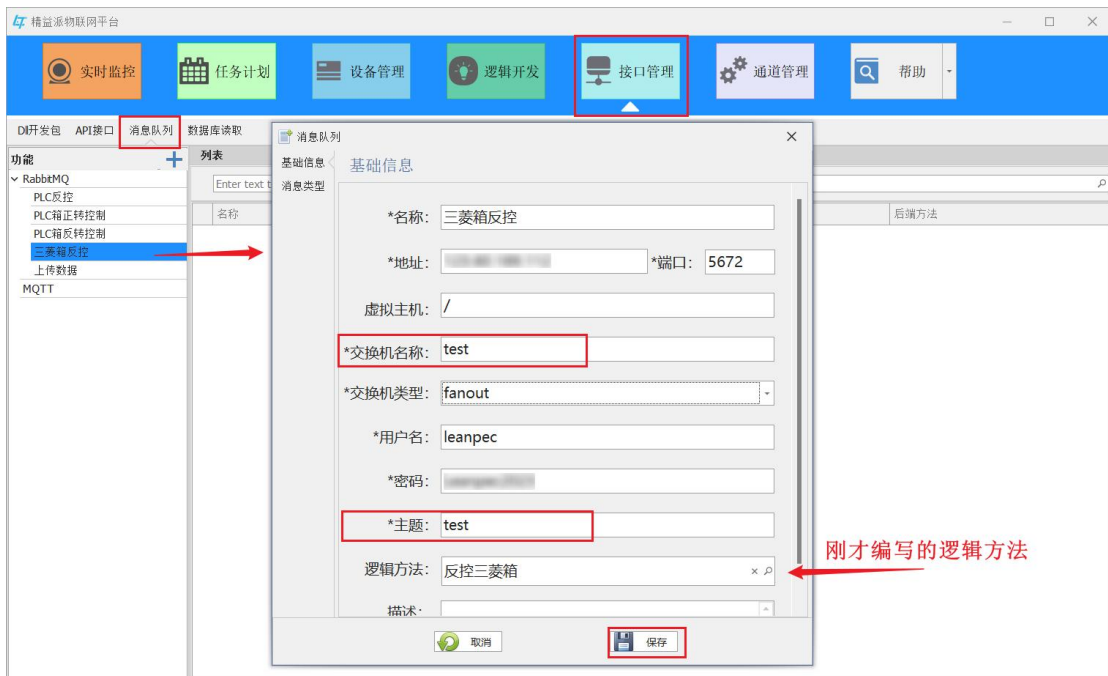 精益派物联网平台
实时监控
任务计划
设备管理
逻辑开发
接口管理
通道管理
帮助
DI开发包 API接口 消息队列 数据库读取
功能
RabbitMQ
PLC反控
PLC箱正转控制
PLC箱反转控制
三菱箱反控
上传数据
MQTT
列表
Enter text t
名称
后端方法
消息队列
基础信息
消息类型
基础信息
*名称: 三菱箱反控
*地址:
*端口: 5672
虚拟主机: /
*交换机名称: test
*交换机类型: fanout
*用户名: leanpec
*密码:
*主题: test
逻辑方法: 反控三菱箱
描述:
取消
保存
刚才编写的逻辑方法